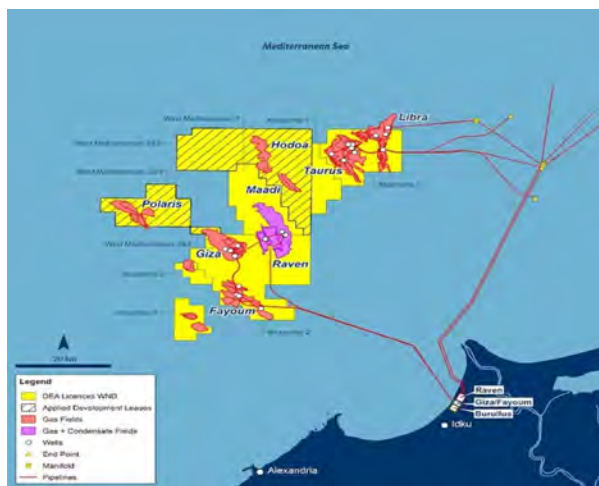 Mediterranean Sea
Libra
Hodoa
Taurus
Maadi
Polaris
Giza
Raven
Fayoum
20 km
Legend
DEA Licences WND
Applied Development Leases
Gas Fields
Gas + Condensate Fields
Wells
End Point
Manifold
Pipelines
Raven
Giza/Fayoum
Burullus
Idku
Alexandria